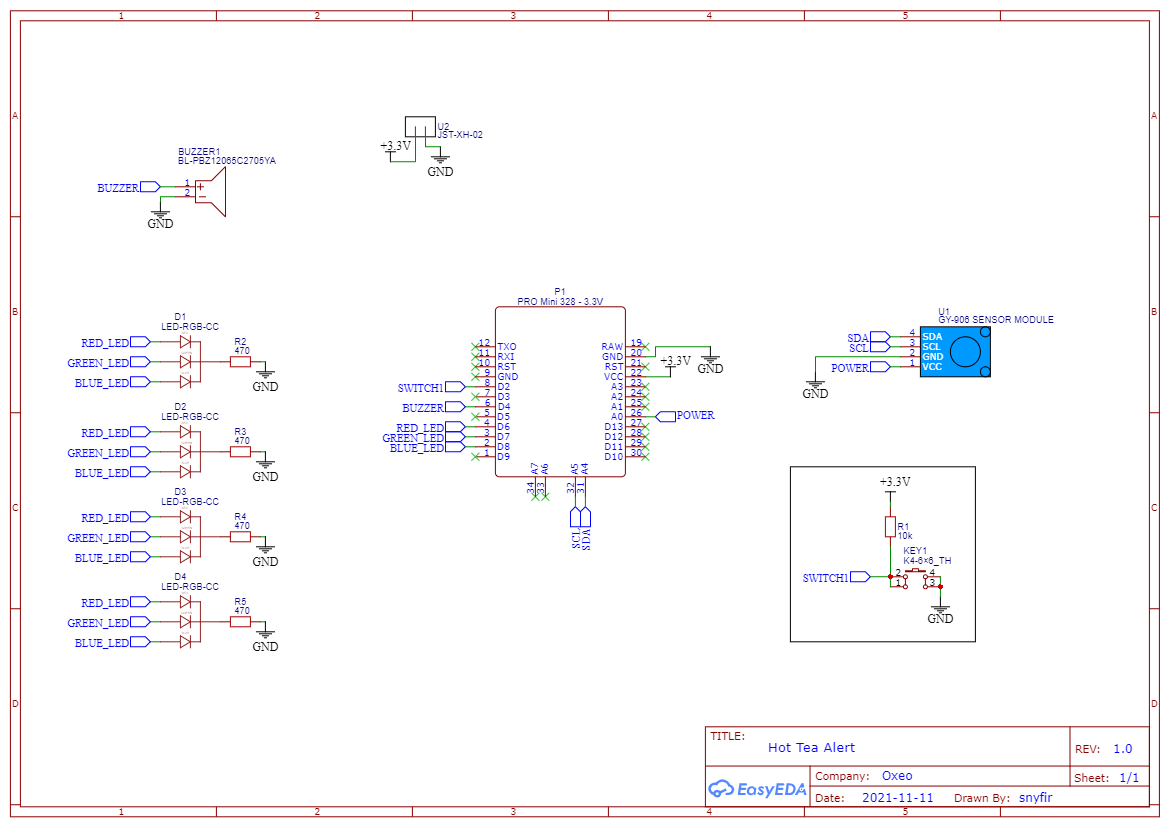 1 2 3 4 5
A A
B B
C C
D D
BUZZER1
BL-PBZ12065C2705YA
BUZZER 1 +
2 −
GND
U2
JST-XH-02
+3.3V
GND
D1
LED-RGB-CC
RED_LED
GREEN_LED
BLUE_LED
R2
470
GND
D2
LED-RGB-CC
RED_LED
GREEN_LED
BLUE_LED
R3
470
GND
D3
LED-RGB-CC
RED_LED
GREEN_LED
BLUE_LED
R4
470
GND
D4
LED-RGB-CC
RED_LED
GREEN_LED
BLUE_LED
R5
470
GND
P1
PRO Mini 328 - 3.3V
12 TXO
11 RXI
10 RST
9 GND
SWITCH1 8 D2
7 D3
BUZZER 6 D4
5 D5
RED_LED 4 D6
GREEN_LED 3 D7
BLUE_LED 2 D8
1 D9
RAW 19
GND 20
RST 21
VCC 22
A3 23
A2 24
A1 25
A0 26 POWER
D13 27
D12 28
D11 29
D10 30
+3.3V
GND
A7 A6 A5 A4
34 33 32 31
SCL SDA
U1
GY-906 SENSOR MODULE
SDA 4 SDA
SCL 3 SCL
2 GND
POWER 1 VCC
GND
+3.3V
R1
10k
KEY1
K4-6×6_TH
SWITCH1 2 4
1 3
GND
TITLE:
Hot Tea Alert
REV: 1.0
EasyEDA
Company: Oxeo
Sheet: 1/1
Date: 2021-11-11 Drawn By: snyfir
1 2 3 4 5